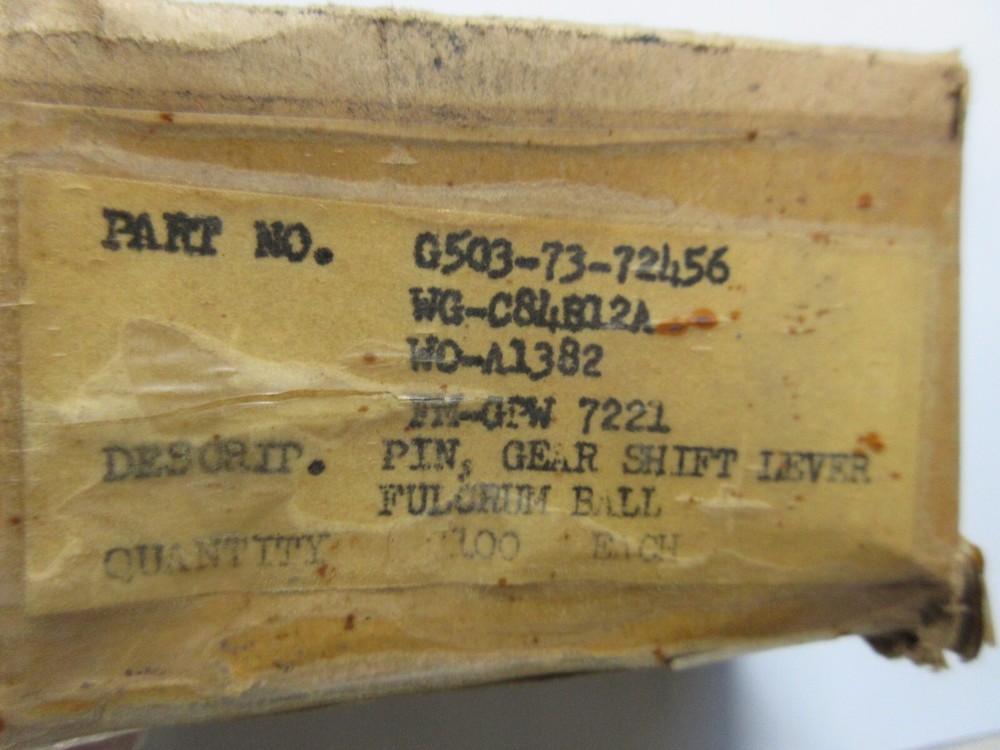 PART NO. G503-73-72456
WG-C84B12A
WO-A1382
FM-GPW 7221
DESCRIP. PIN, GEAR SHIFT LEVER
FULCRUM BALL
QUANTITY 100 EACH